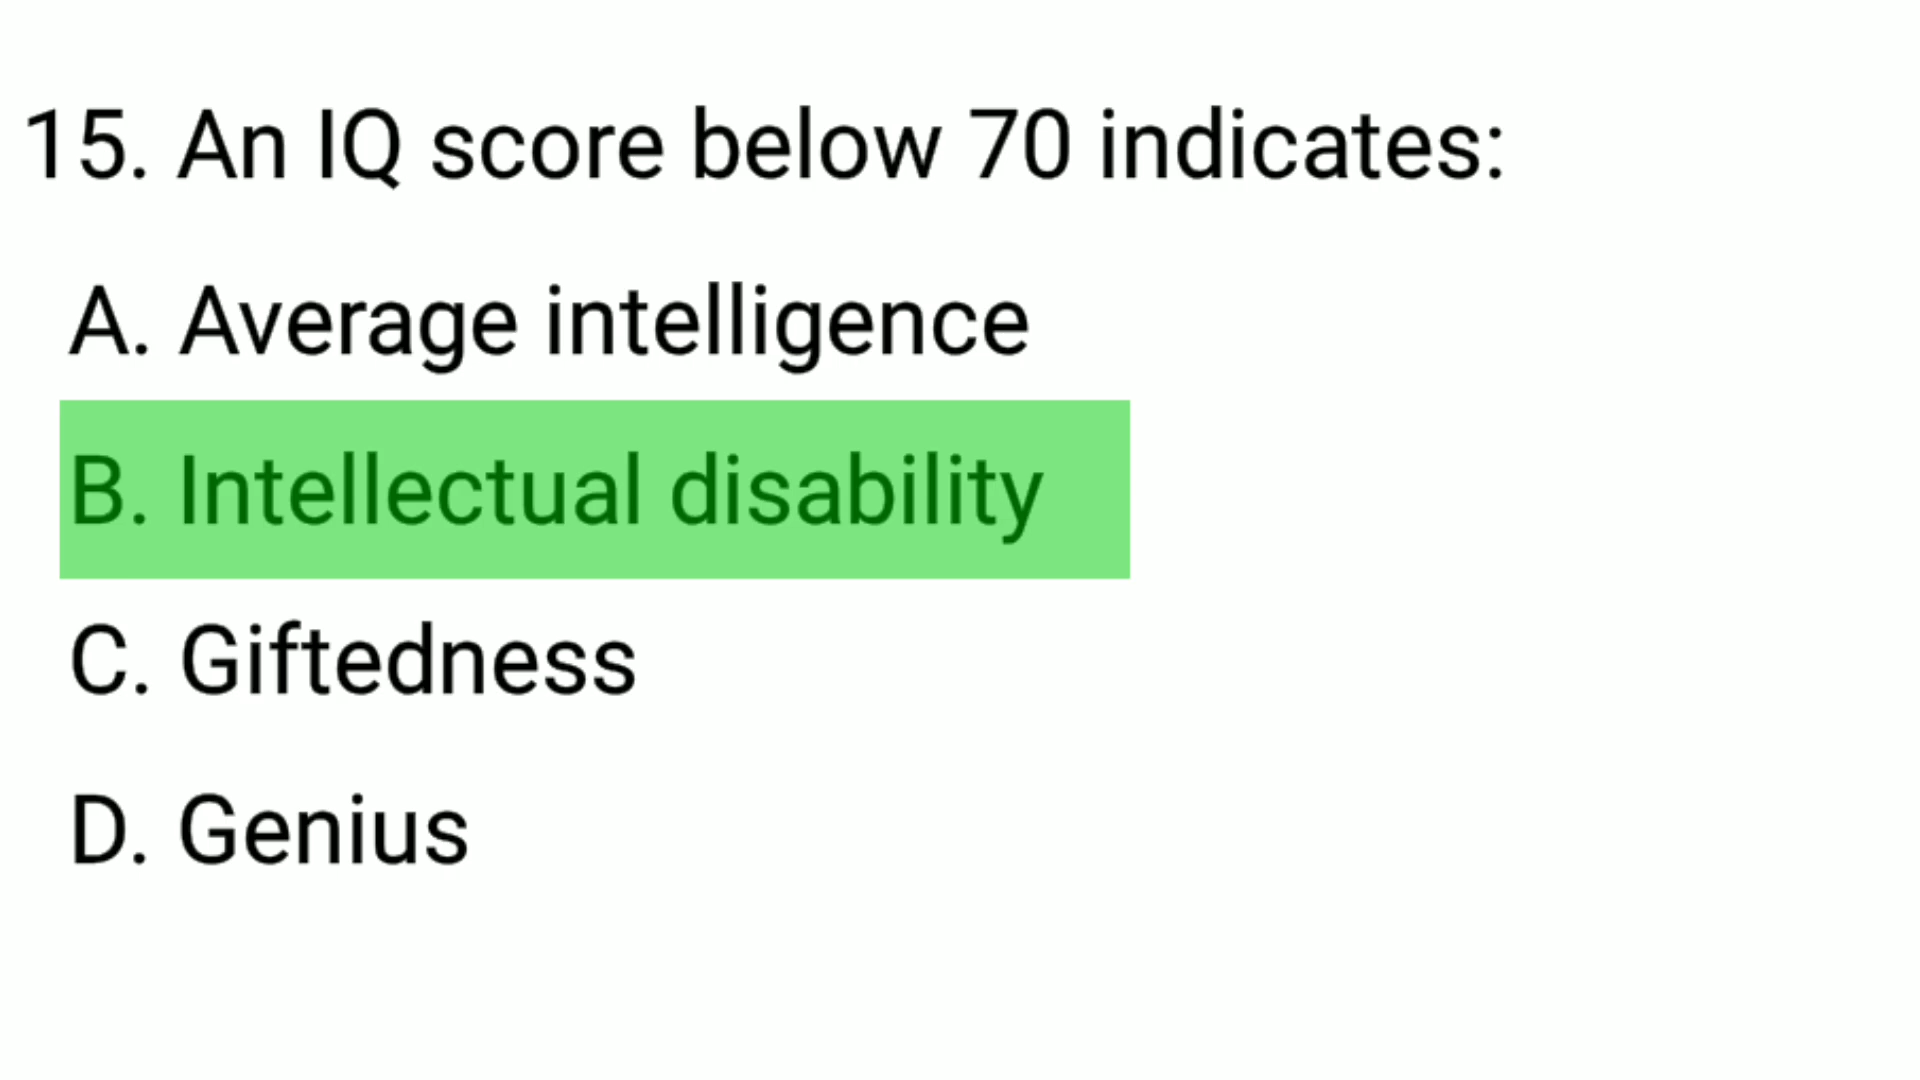 15. An IQ score below 70 indicates:
A. Average intelligence
B. Intellectual disability
C. Giftedness
D. Genius